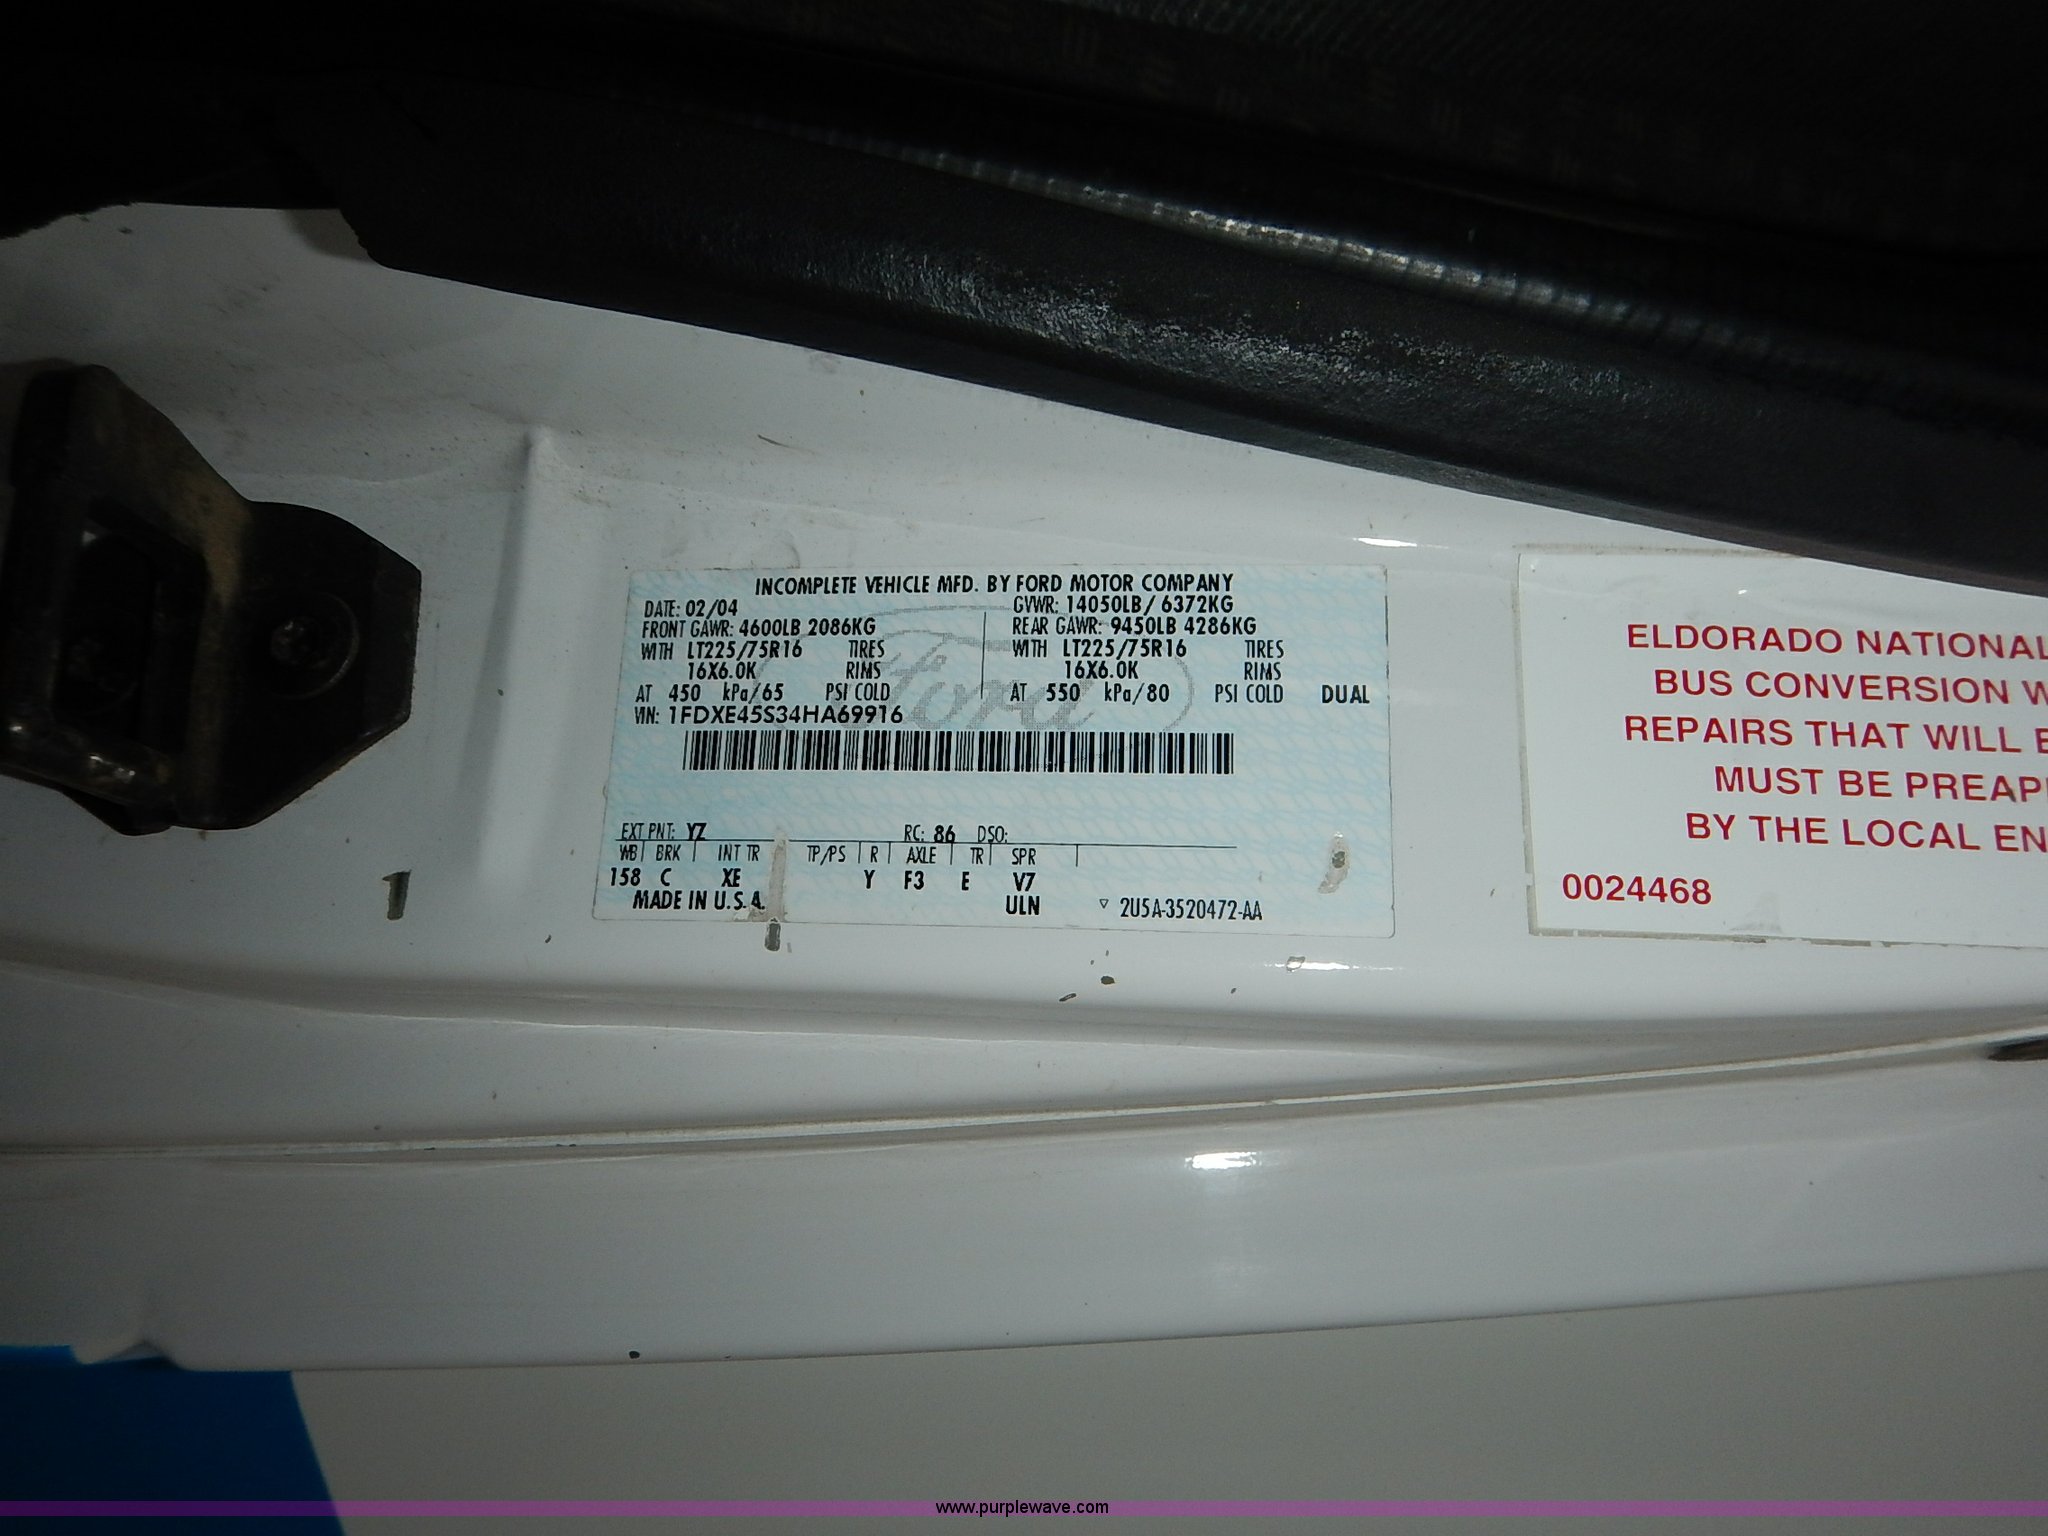 INCOMPLETE VEHICLE MFD. BY FORD MOTOR COMPANY
DATE: 02/04 GVWR: 14050LB/ 6372KG
FRONT GAWR: 4600LB 2086KG REAR GAWR: 9450LB 4286KG
WITH LT225/75R16 TIRES WITH LT225/75R16 TIRES
16X6.0K RIMS 16X6.0K RIMS
AT 450 kPa/65 PSI COLD AT 550 kPa/80 PSI COLD DUAL
VIN: 1FDXE45S34HA69916
Ford
EXT PNT: YZ RC: 86 DSO:
WB BRK INT TR TP/PS R AXLE TR SPR
158 C XE Y F3 E V7
MADE IN U.S.A. ULN ▽ 2U5A-3520472-AA
ELDORADO NATIONAL
BUS CONVERSION W
REPAIRS THAT WILL
MUST BE PREAP
BY THE LOCAL EN
0024468
www.purplewave.com